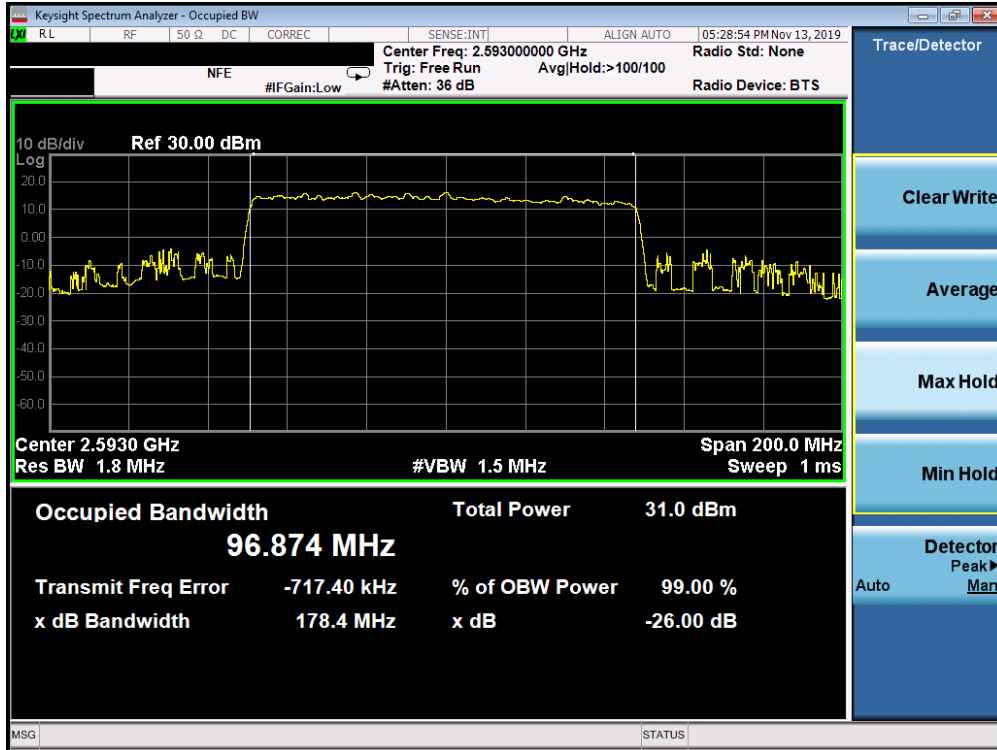 Keysight Spectrum Analyzer - Occupied BW
LXI RL RF 50 Ω DC CORREC SENSE:INT ALIGN AUTO 05:28:54 PM Nov 13, 2019
Center Freq: 2.593000000 GHz Radio Std: None
NFE Trig: Free Run Avg|Hold:>100/100
#IFGain:Low #Atten: 36 dB Radio Device: BTS
10 dB/div Ref 30.00 dBm
Log
20.0
10.0
0.00
-10.0
-20.0
-30.0
-40.0
-50.0
-60.0
Center 2.5930 GHz Span 200.0 MHz
Res BW 1.8 MHz #VBW 1.5 MHz Sweep 1 ms
Occupied Bandwidth Total Power 31.0 dBm
96.874 MHz
Transmit Freq Error -717.40 kHz % of OBW Power 99.00 %
x dB Bandwidth 178.4 MHz x dB -26.00 dB
MSG STATUS
Trace/Detector
Clear Write
Average
Max Hold
Min Hold
Detector
Peak▶
Auto Man